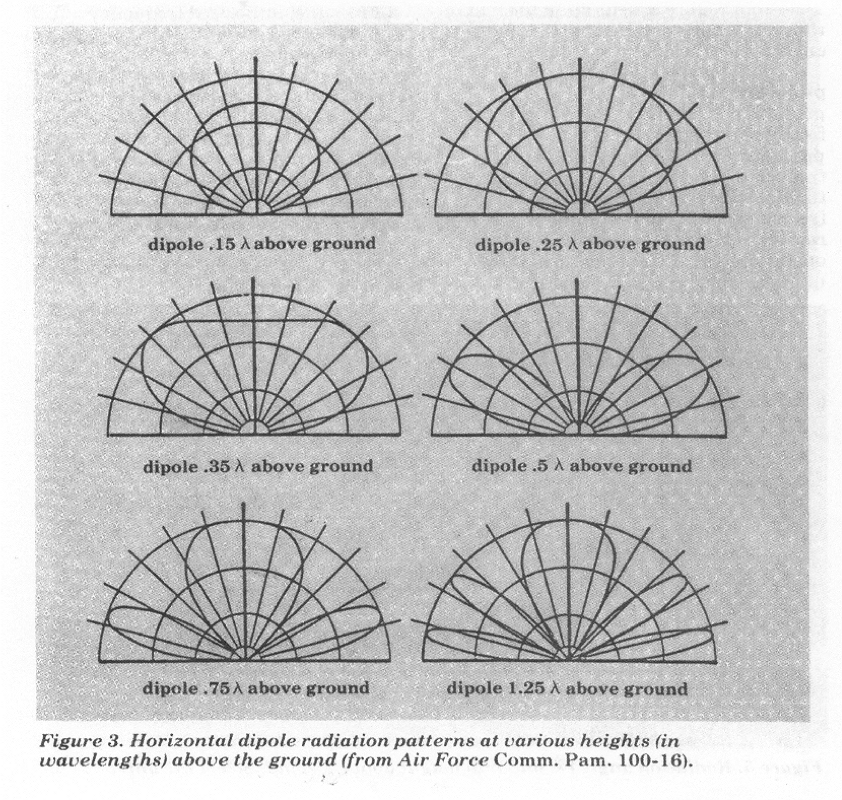 dipole .15 λ above ground
dipole .25 λ above ground
dipole .35 λ above ground
dipole .5 λ above ground
dipole .75 λ above ground
dipole 1.25 λ above ground
Figure 3. Horizontal dipole radiation patterns at various heights (in
wavelengths) above the ground (from Air Force Comm. Pam. 100-16).